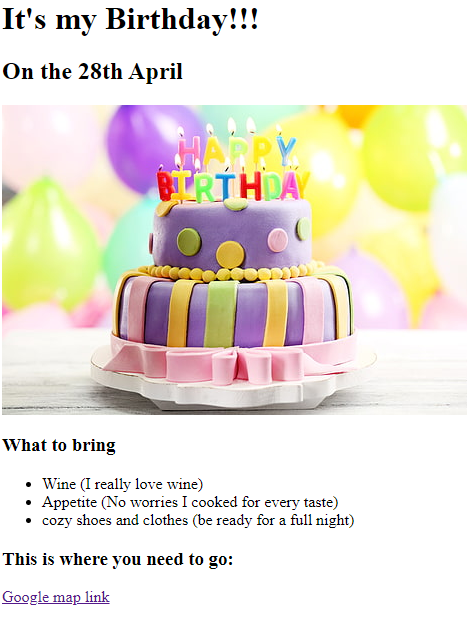 It's my Birthday!!!
On the 28th April
HAPPY
BIRTHDAY
What to bring
Wine (I really love wine)
Appetite (No worries I cooked for every taste)
cozy shoes and clothes (be ready for a full night)
This is where you need to go:
Google map link